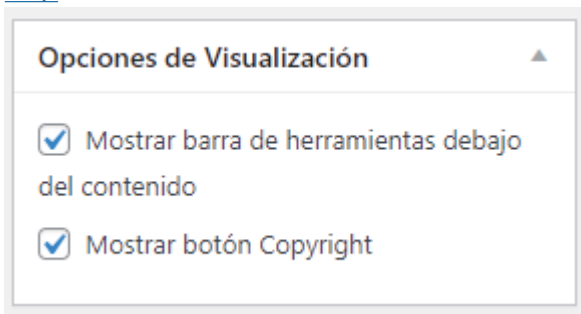 Opciones de Visualización
Mostrar barra de herramientas debajo
del contenido
Mostrar botón Copyright